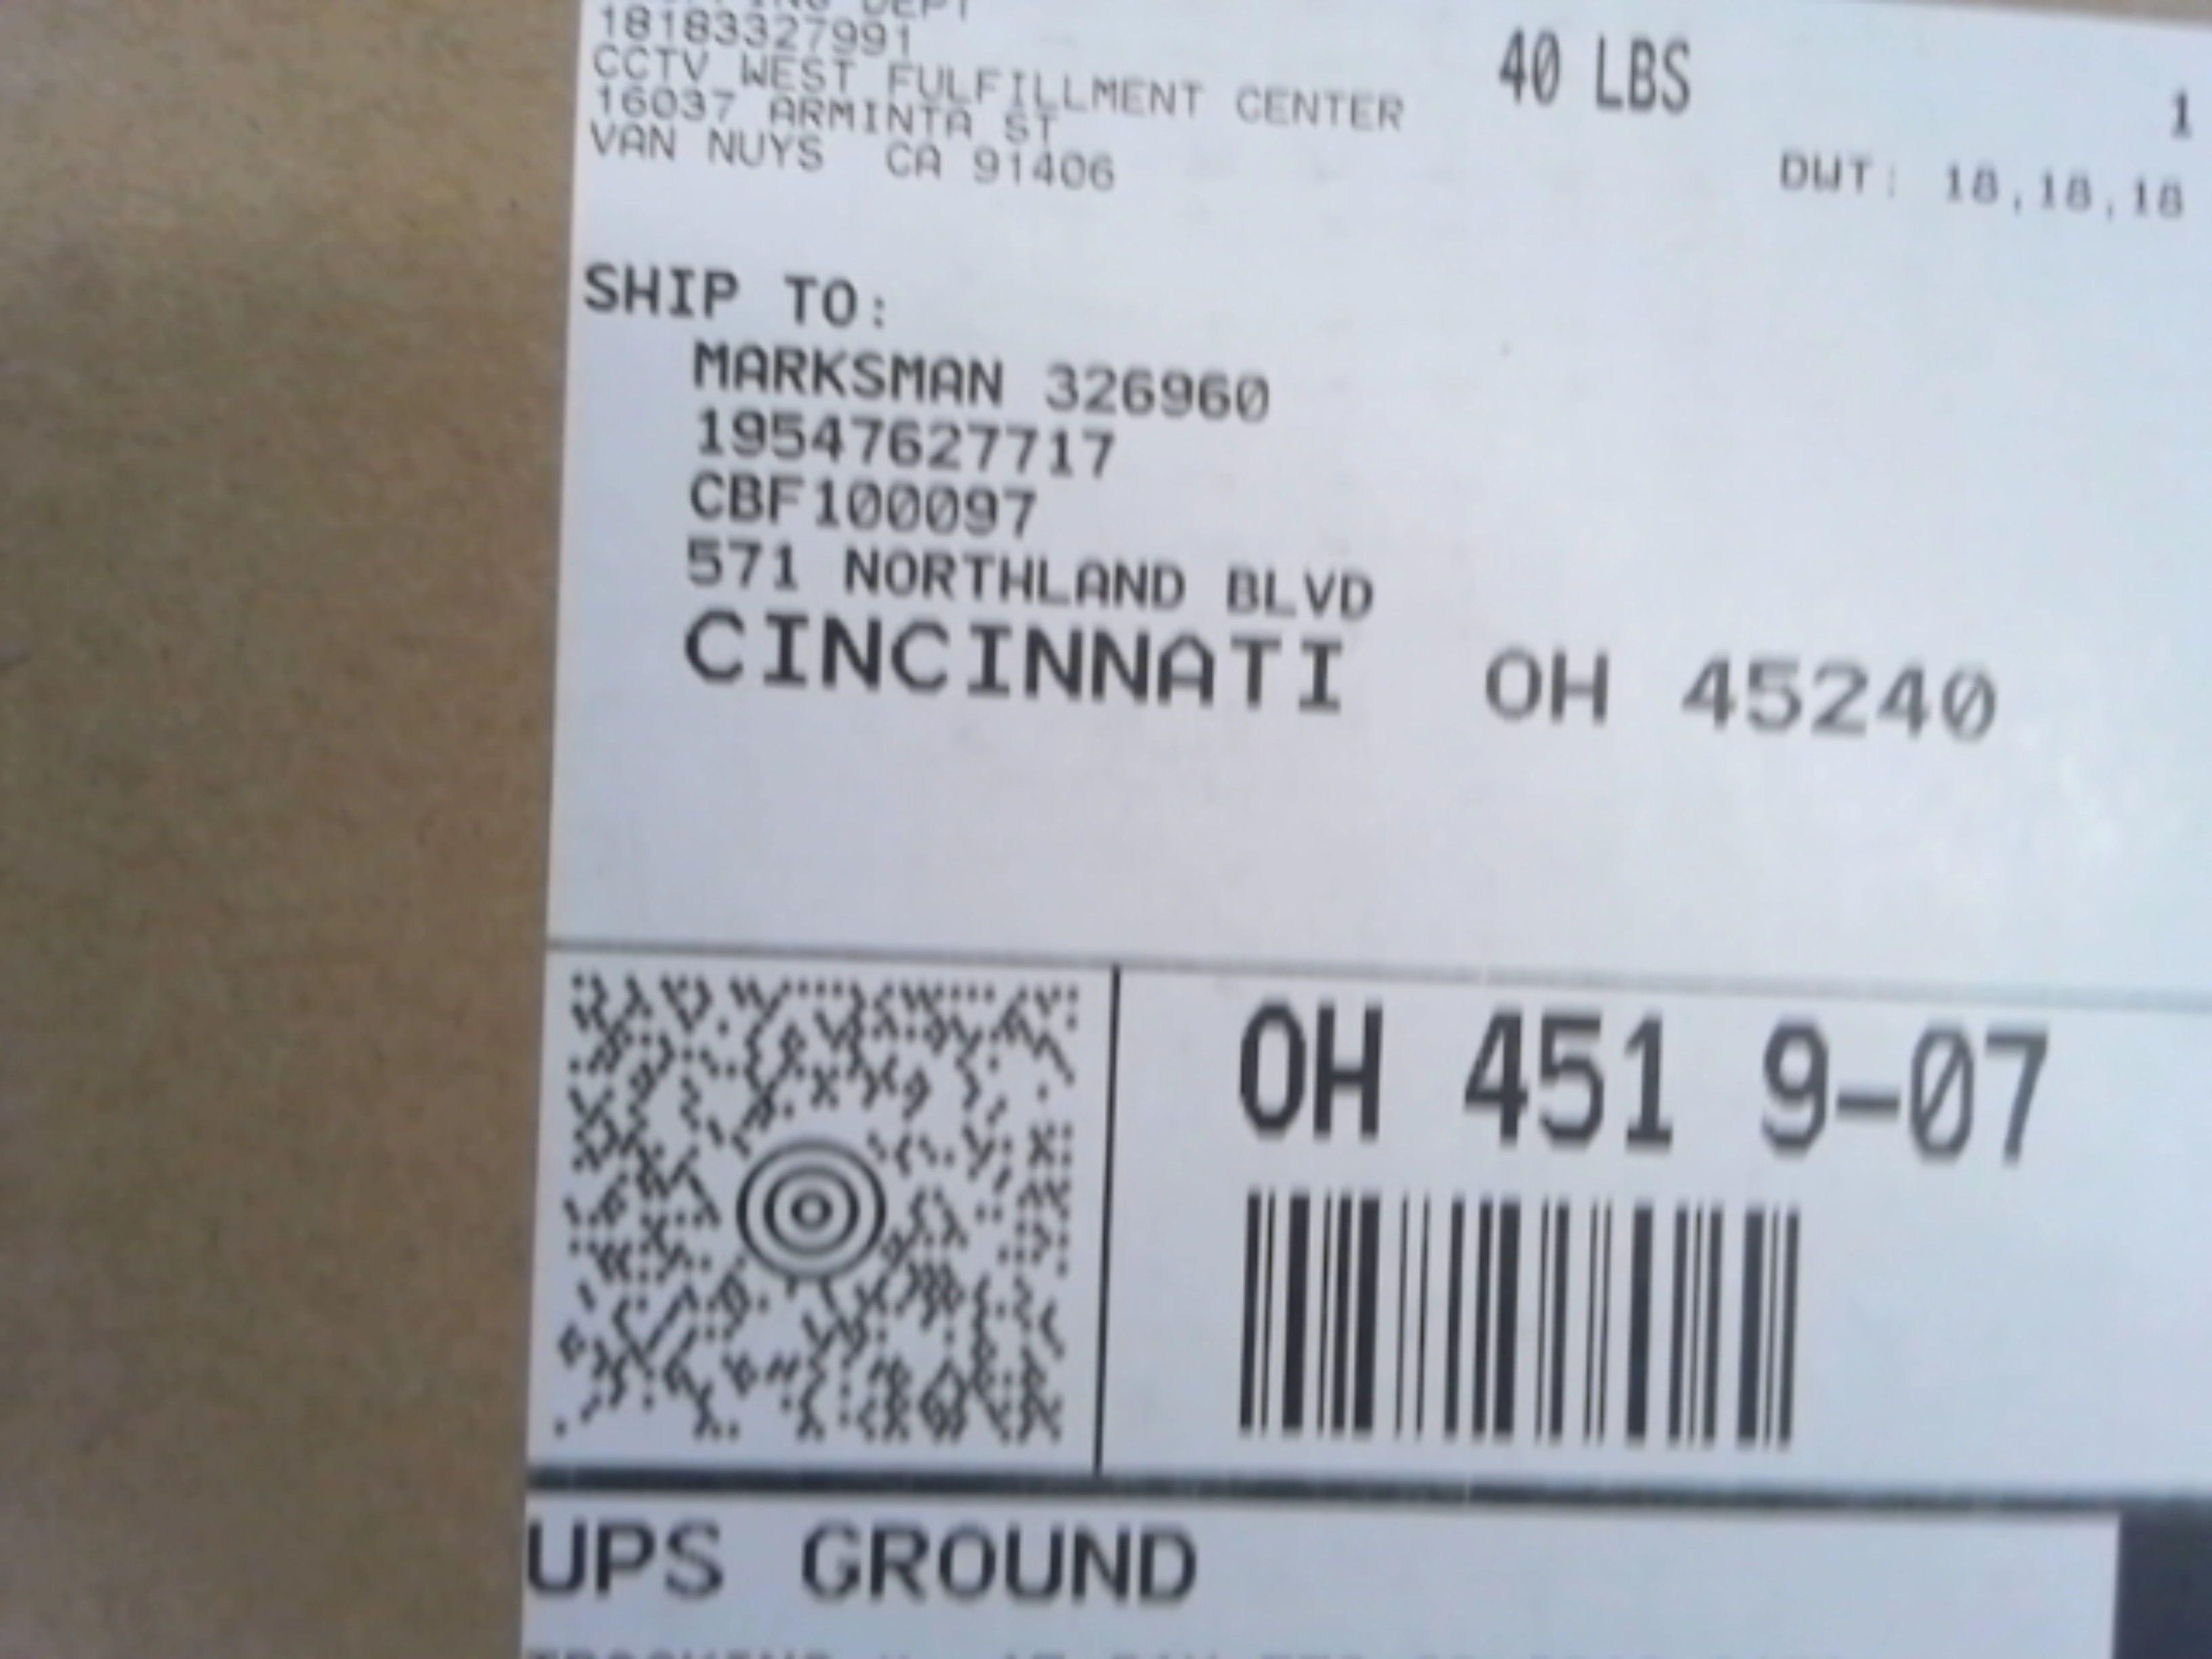 DEPT
18183327991
CCTV WEST FULFILLMENT CENTER
16037 ARMINTA ST
VAN NUYS CA 91406
40 LBS
1
DWT: 18,18,18
SHIP TO:
MARKSMAN 326960
19547627717
CBF100097
571 NORTHLAND BLVD
CINCINNATI OH 45240
OH 451 9-07
UPS GROUND